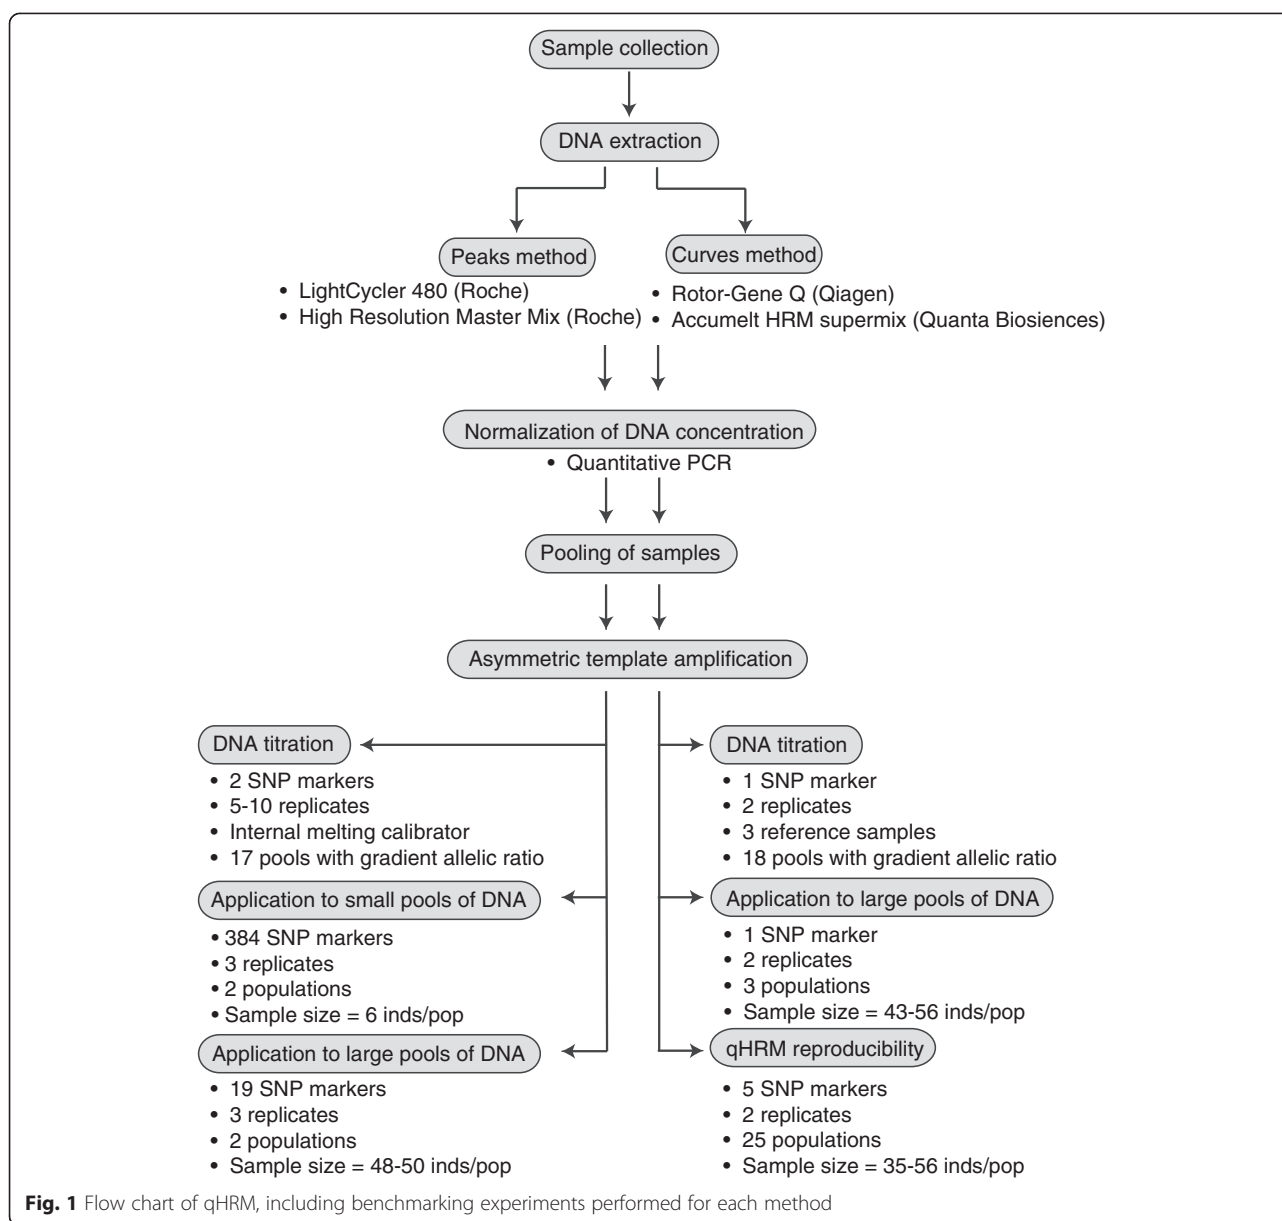 Sample collection
DNA extraction
Peaks method
• LightCycler 480 (Roche)
• High Resolution Master Mix (Roche)
Curves method
• Rotor-Gene Q (Qiagen)
• Accumelt HRM supermix (Quanta Biosiences)
Normalization of DNA concentration
• Quantitative PCR
Pooling of samples
Asymmetric template amplification
DNA titration
• 2 SNP markers
• 5-10 replicates
• Internal melting calibrator
• 17 pools with gradient allelic ratio
Application to small pools of DNA
• 384 SNP markers
• 3 replicates
• 2 populations
• Sample size = 6 inds/pop
Application to large pools of DNA
• 19 SNP markers
• 3 replicates
• 2 populations
• Sample size = 48-50 inds/pop
DNA titration
• 1 SNP marker
• 2 replicates
• 3 reference samples
• 18 pools with gradient allelic ratio
Application to large pools of DNA
• 1 SNP marker
• 2 replicates
• 3 populations
• Sample size = 43-56 inds/pop
qHRM reproducibility
• 5 SNP markers
• 2 replicates
• 25 populations
• Sample size = 35-56 inds/pop
Fig. 1 Flow chart of qHRM, including benchmarking experiments performed for each method